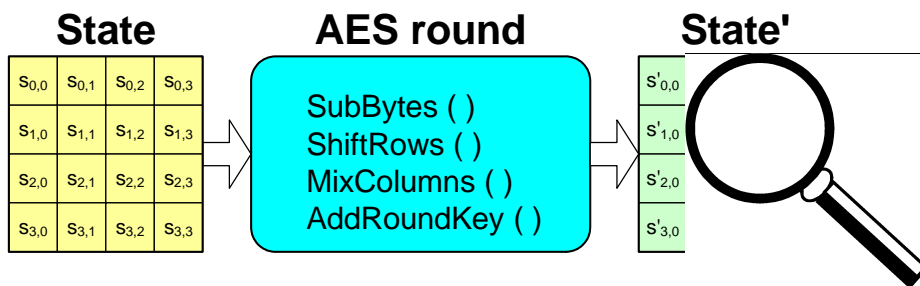 State
AES round
State'
s0,0 s0,1 s0,2 s0,3
s1,0 s1,1 s1,2 s1,3
s2,0 s2,1 s2,2 s2,3
s3,0 s3,1 s3,2 s3,3
SubBytes ( )
ShiftRows ( )
MixColumns ( )
AddRoundKey ( )
s'0,0
s'1,0
s'2,0
s'3,0